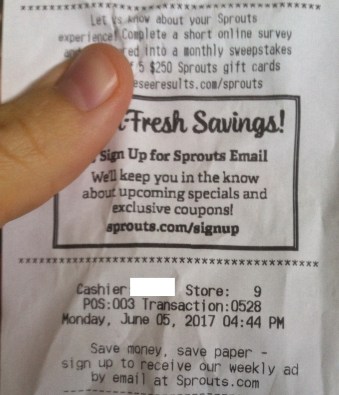 ************************************
Let us know about your Sprouts
experience! Complete a short online survey
red into a monthly sweepstakes
5 $250 Sprouts gift cards
eseeresults.com/sprouts
Fresh Savings!
Sign Up for Sprouts Email
We'll keep you in the know
about upcoming specials and
exclusive coupons!
sprouts.com/signup
************************************
Cashier Store: 9
POS:003 Transaction:0528
Monday, June 05, 2017 04:44 PM
Save money, save paper -
sign up to receive our weekly ad
by email at Sprouts.com